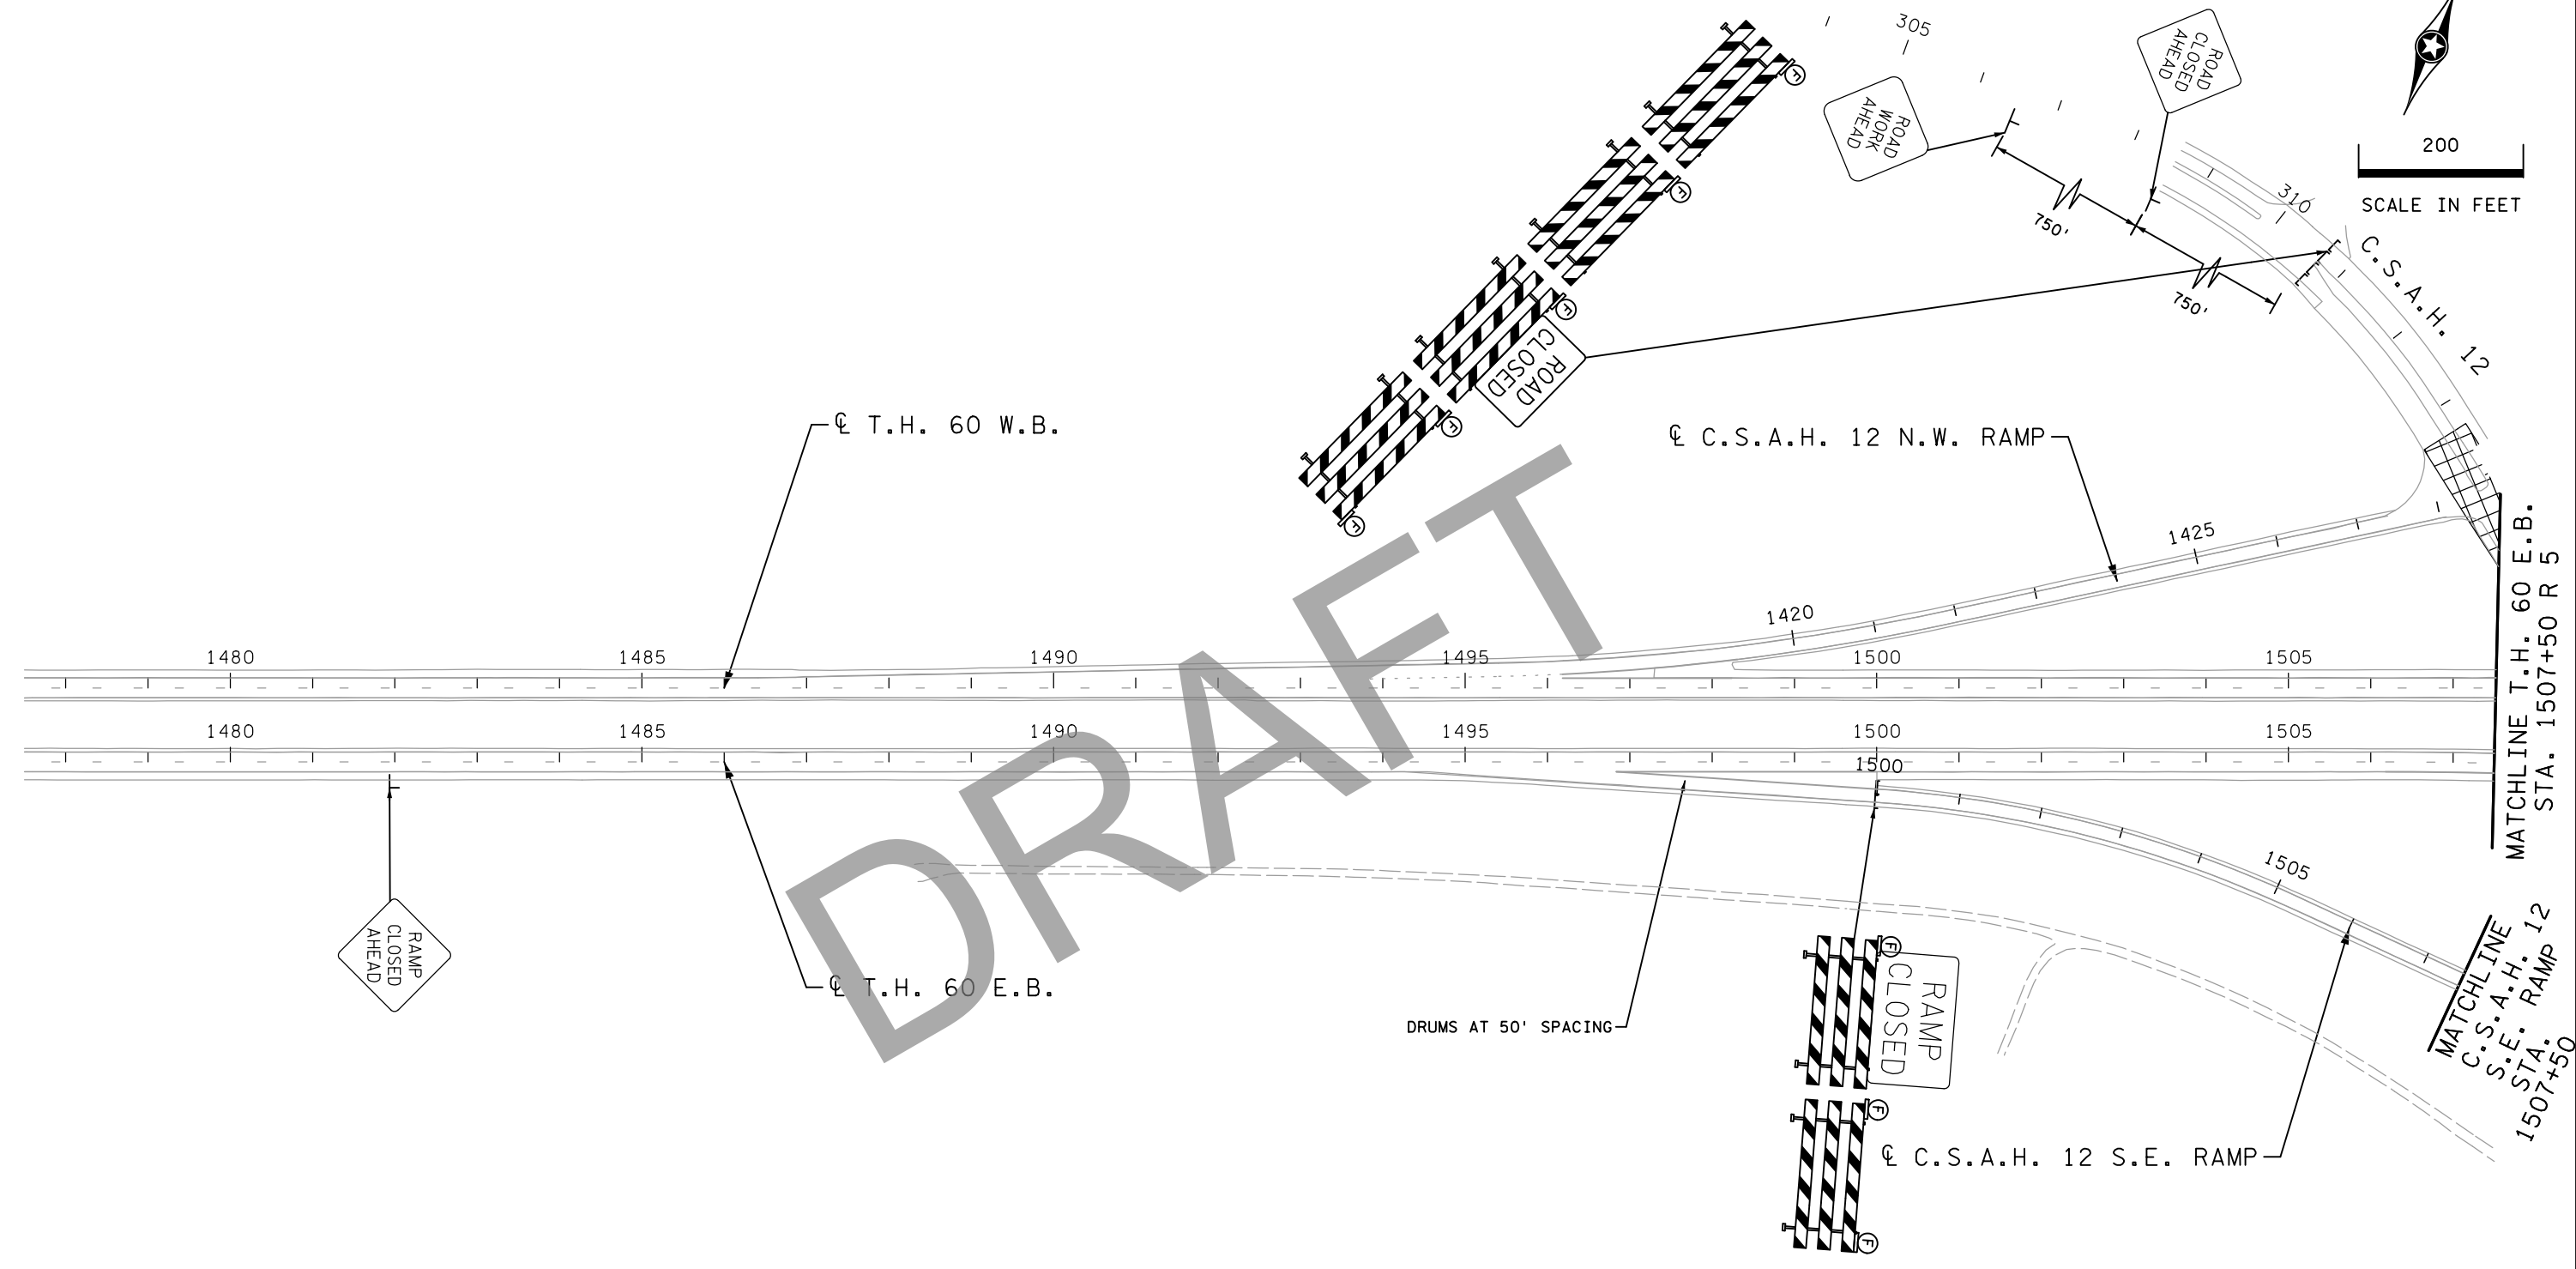 305
ROAD
CLOSED
AHEAD
ROAD
WORK
AHEAD
200
SCALE IN FEET
310
750'
750'
C.S.A.H. 12
ROAD
CLOSED
F
F
F
F
F
℄ T.H. 60 W.B.
℄ C.S.A.H. 12 N.W. RAMP
1425
1420
1480
1485
1490
1495
1500
1505
1480
1485
1490
1495
1500
1505
1500
1505
MATCHLINE T.H. 60 E.B.
STA. 1507+50 R 5
DRAFT
RAMP
CLOSED
AHEAD
℄ T.H. 60 E.B.
DRUMS AT 50' SPACING
RAMP
CLOSED
F
F
F
℄ C.S.A.H. 12 S.E. RAMP
MATCHLINE
C.S.A.H. 12
S.E. RAMP
STA.
1507+50